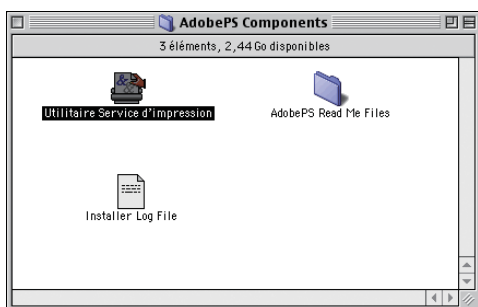 AdobePS Components
3 éléments, 2,44 Go disponibles
Utilitaire Service d'impression
AdobePS Read Me Files
Installer Log File